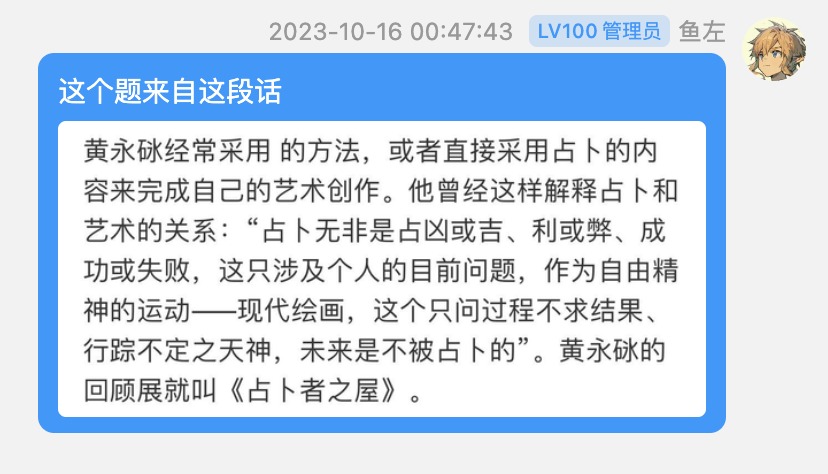 2023-10-16 00:47:43 LV100 管理员 鱼左
这个题来自这段话
黄永砯经常采用 的方法，或者直接采用占卜的内
容来完成自己的艺术创作。他曾经这样解释占卜和
艺术的关系：“占卜无非是占凶或吉、利或弊、成
功或失败，这只涉及个人的目前问题，作为自由精
神的运动——现代绘画，这个只问过程不求结果、
行踪不定之天神，未来是不被占卜的”。黄永砯的
回顾展就叫《占卜者之屋》。